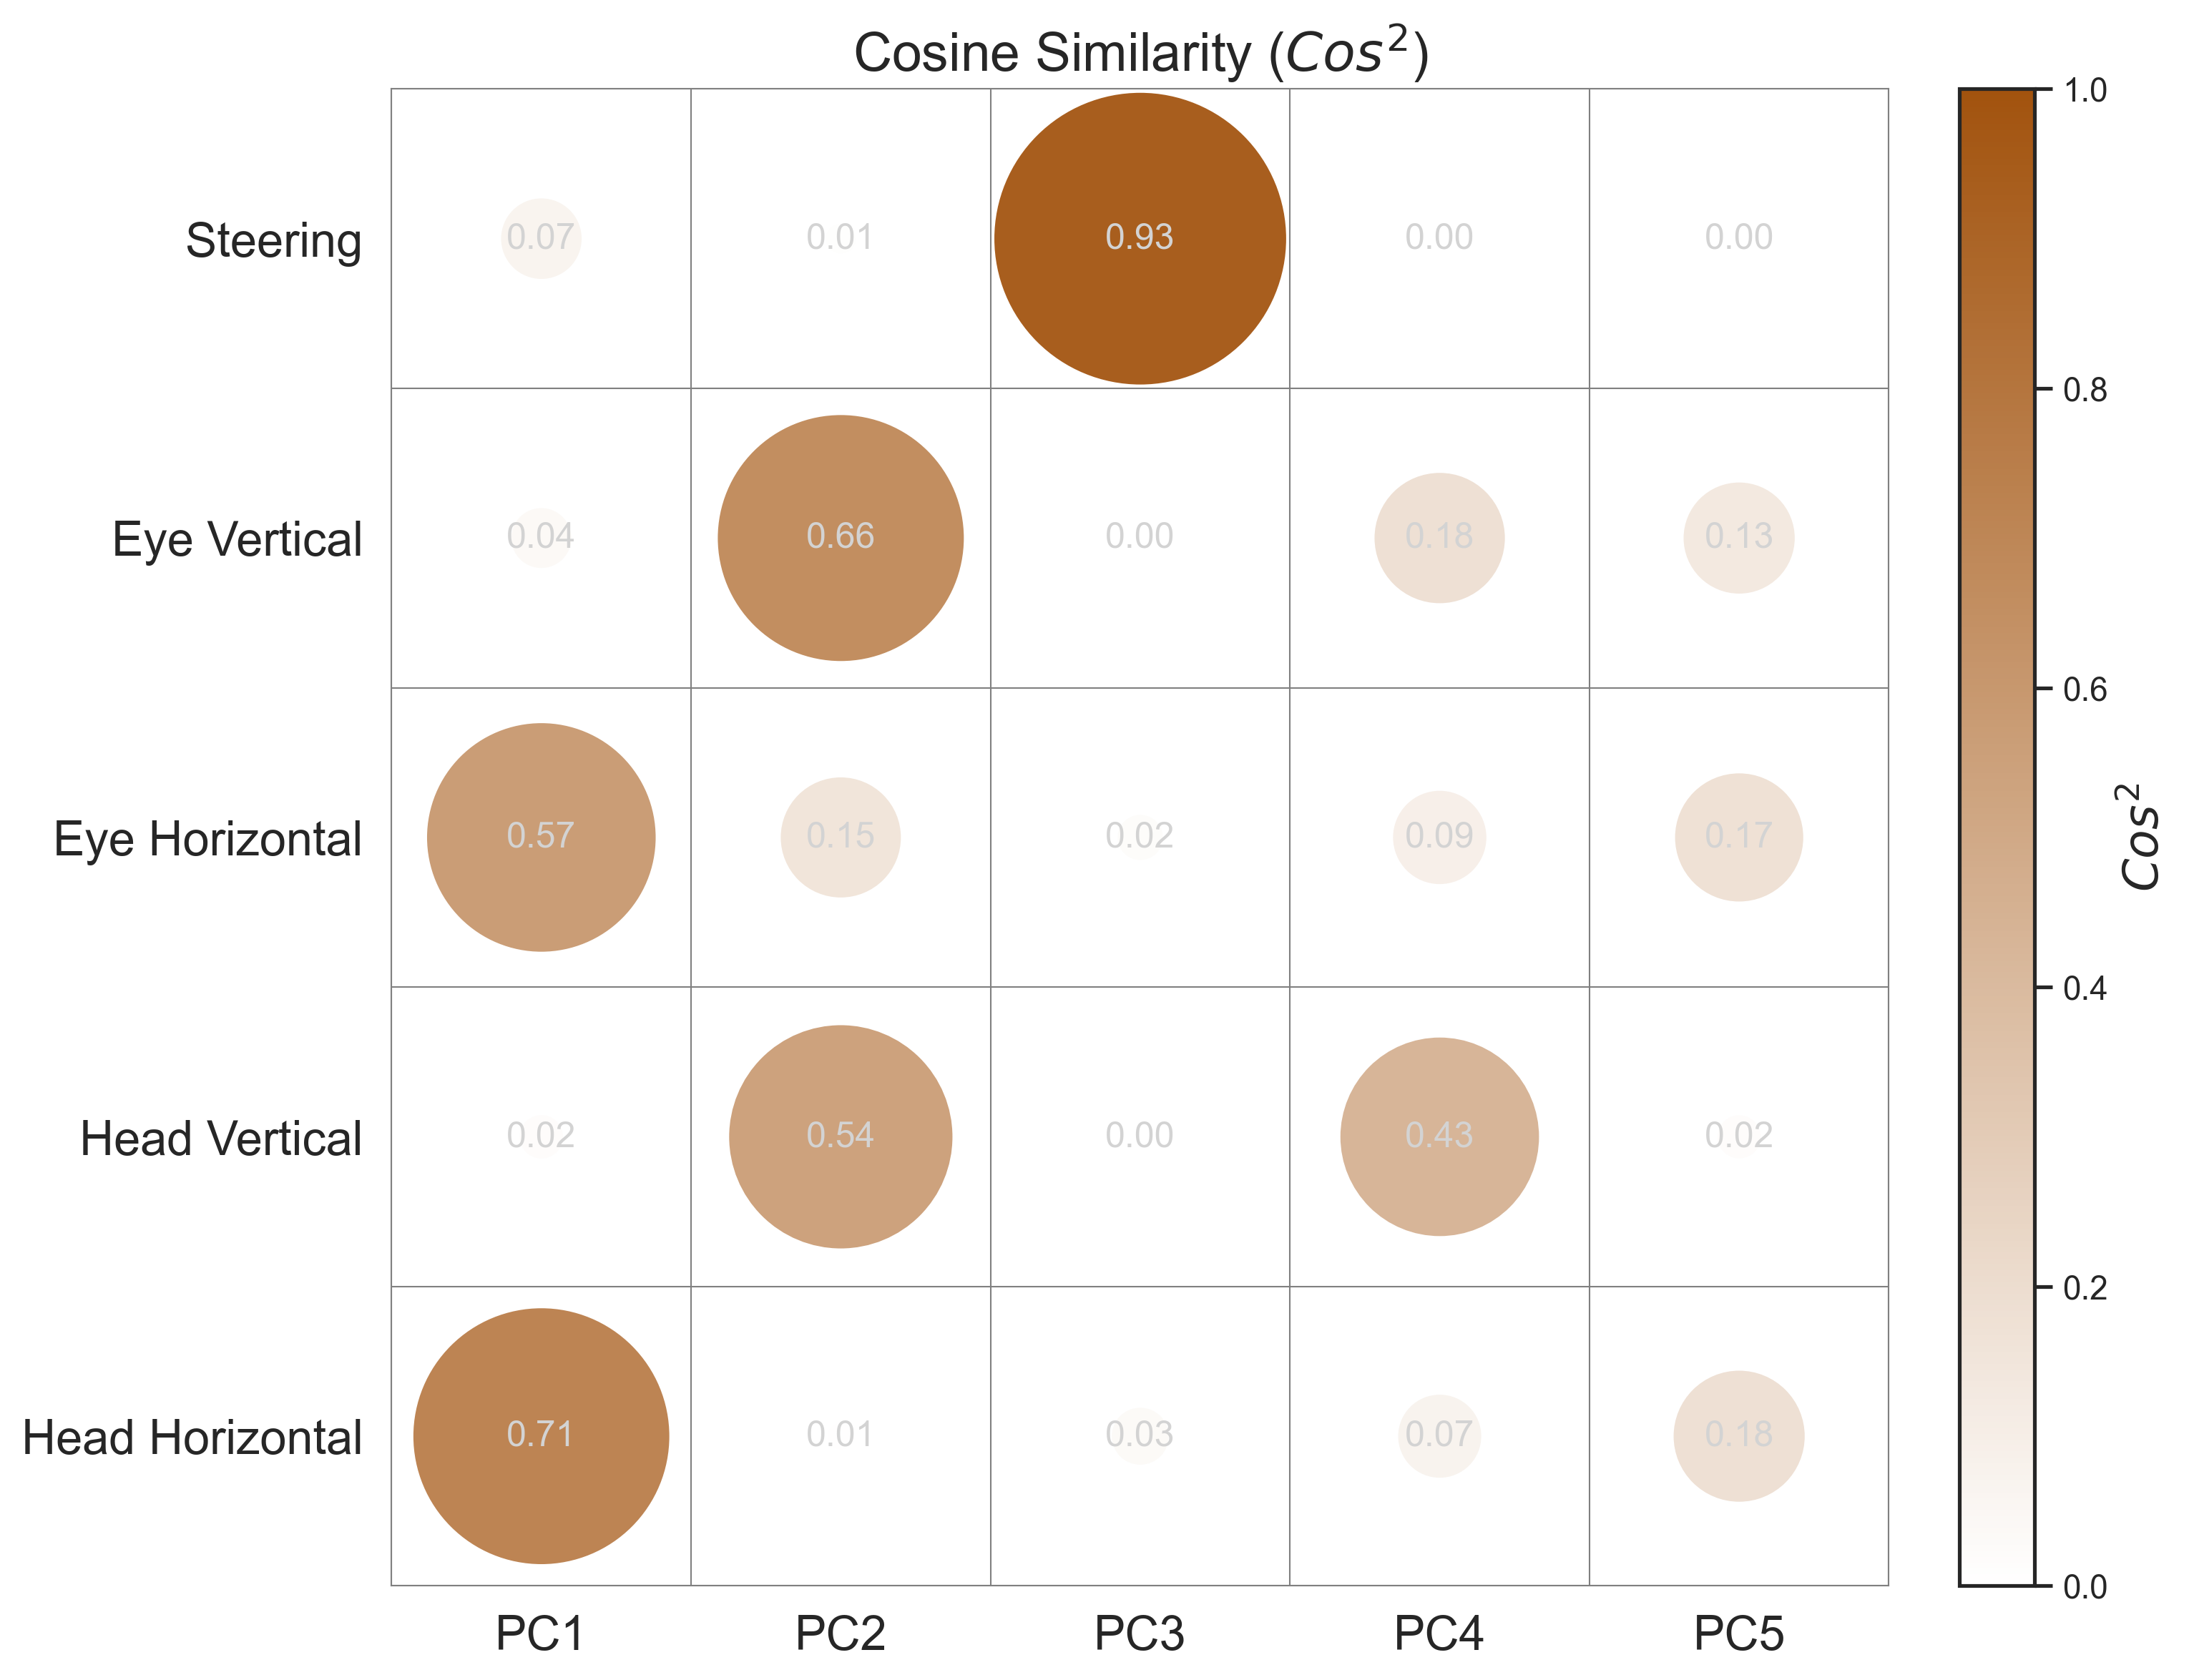 Cosine Similarity (Cos²)
Steering
0.07 0.01 0.93 0.00 0.00
Eye Vertical
0.04 0.66 0.00 0.18 0.13
Eye Horizontal
0.57 0.15 0.02 0.09 0.17
Head Vertical
0.02 0.54 0.00 0.43 0.02
Head Horizontal
0.71 0.01 0.03 0.07 0.18
PC1 PC2 PC3 PC4 PC5
1.0
0.8
0.6
0.4
0.2
0.0
Cos²